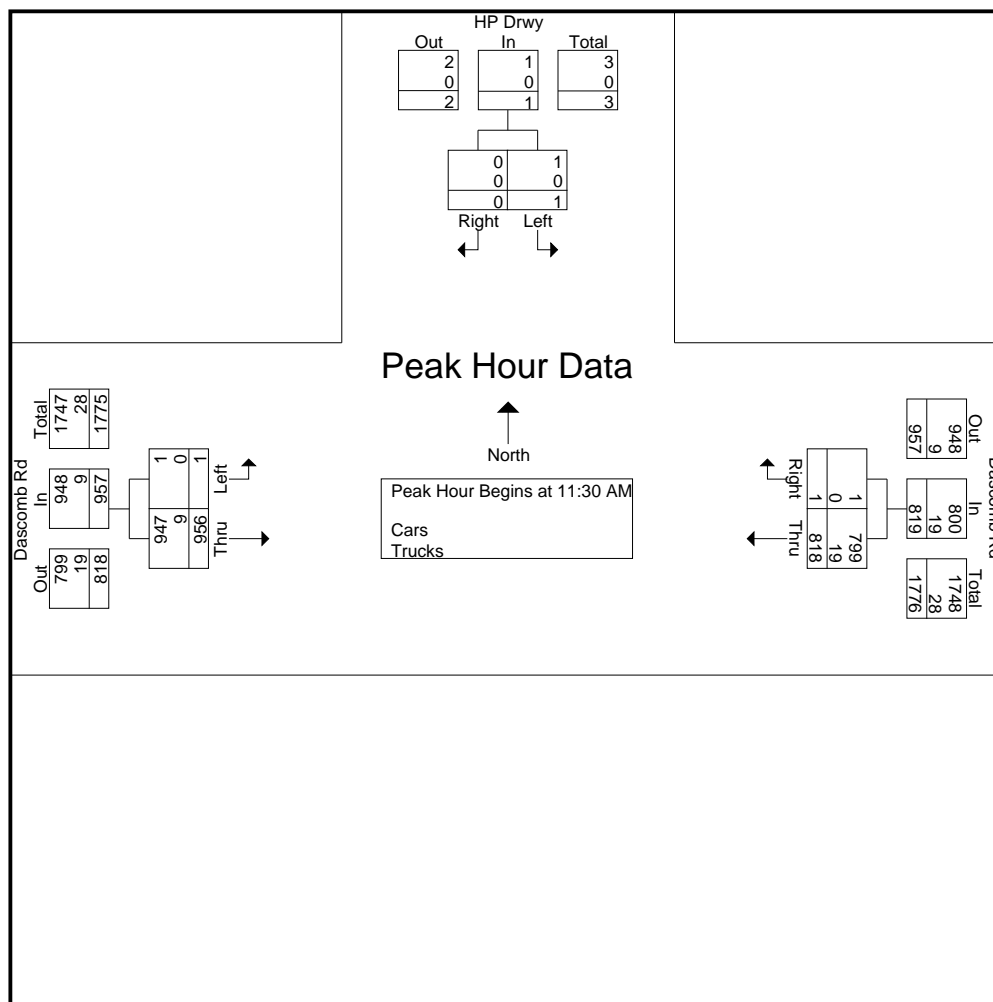 HP Drwy
Out In Total
2 1 3
0 0 0
2 1 3
0 1
0 0
0 1
Right Left
Peak Hour Data
North
Peak Hour Begins at 11:30 AM
Cars
Trucks
Dascomb Rd
Total
1747
28
1775
In
948
9
957
Out
799
19
818
Left
1
0
1
Thru
947
9
956
Right
1
0
1
Thru
799
19
818
Out
948
9
957
In
800
19
819
Total
1748
28
1776
Dascomb Rd